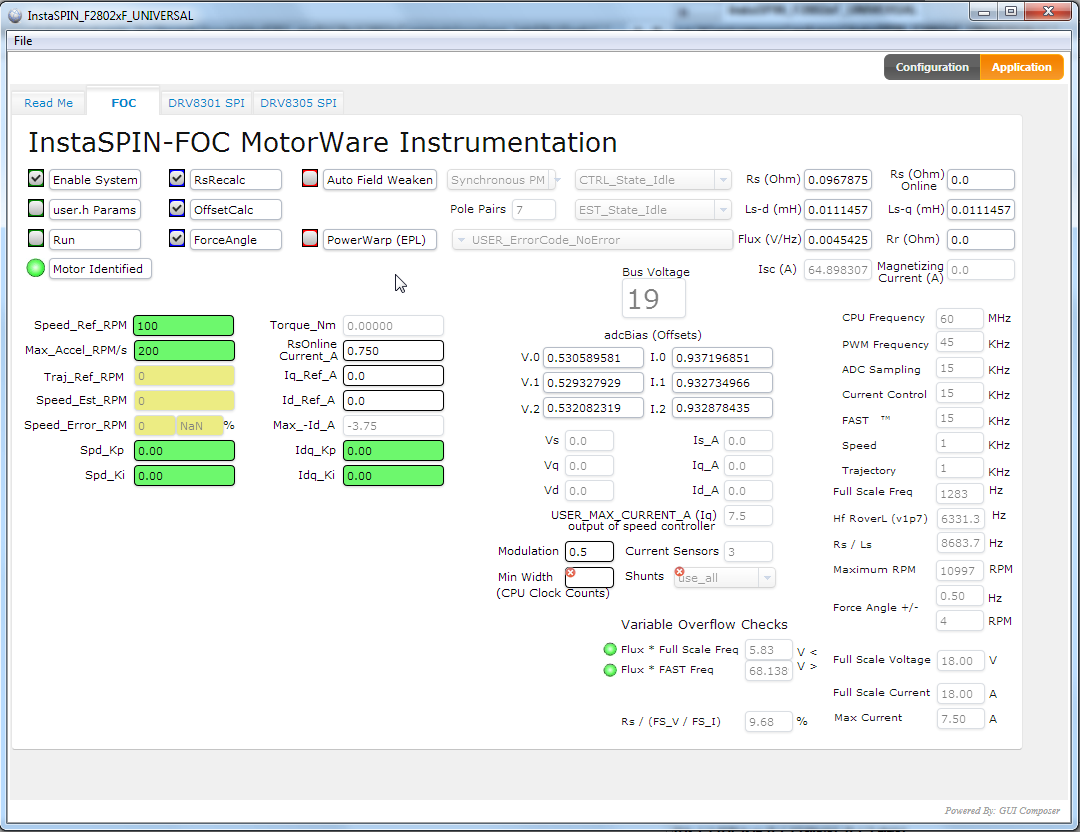 InstaSPIN_F2802xF_UNIVERSAL
File
Configuration Application
Read Me FOC DRV8301 SPI DRV8305 SPI
InstaSPIN-FOC MotorWare Instrumentation
Enable System RsRecalc Auto Field Weaken Synchronous PM CTRL_State_Idle Rs (Ohm) 0.0967875 Rs (Ohm) Online 0.0
user.h Params OffsetCalc Pole Pairs 7 EST_State_Idle Ls-d (mH) 0.0111457 Ls-q (mH) 0.0111457
Run ForceAngle PowerWarp (EPL) USER_ErrorCode_NoError Flux (V/Hz) 0.0045425 Rr (Ohm) 0.0
Motor Identified Isc (A) 64.898307 Magnetizing Current (A) 0.0
Bus Voltage
19
Speed_Ref_RPM 100
Max_Accel_RPM/s 200
Traj_Ref_RPM 0
Speed_Est_RPM 0
Speed_Error_RPM 0 NaN %
Spd_Kp 0.00
Spd_Ki 0.00
Torque_Nm 0.00000
RsOnline
Current_A 0.750
Iq_Ref_A 0.0
Id_Ref_A 0.0
Max_-Id_A -3.75
Idq_Kp 0.00
Idq_Ki 0.00
adcBias (Offsets)
V.0 0.530589581 I.0 0.937196851
V.1 0.529327929 I.1 0.932734966
V.2 0.532082319 I.2 0.932878435
Vs 0.0 Is_A 0.0
Vq 0.0 Iq_A 0.0
Vd 0.0 Id_A 0.0
USER_MAX_CURRENT_A (Iq) 7.5
output of speed controller
Modulation 0.5 Current Sensors 3
Min Width Shunts use_all
(CPU Clock Counts)
Variable Overflow Checks
Flux * Full Scale Freq 5.83 V <
Flux * FAST Freq 68.138 V >
Rs / (FS_V / FS_I) 9.68 %
CPU Frequency 60 MHz
PWM Frequency 45 KHz
ADC Sampling 15 KHz
Current Control 15 KHz
FAST ™ 15 KHz
Speed 1 KHz
Trajectory 1 KHz
Full Scale Freq 1283 Hz
Hf RoverL (v1p7) 6331.3 Hz
Rs / Ls 8683.7 Hz
Maximum RPM 10997 RPM
Force Angle +/- 0.50 Hz
4 RPM
Full Scale Voltage 18.00 V
Full Scale Current 18.00 A
Max Current 7.50 A
Powered By: GUI Composer